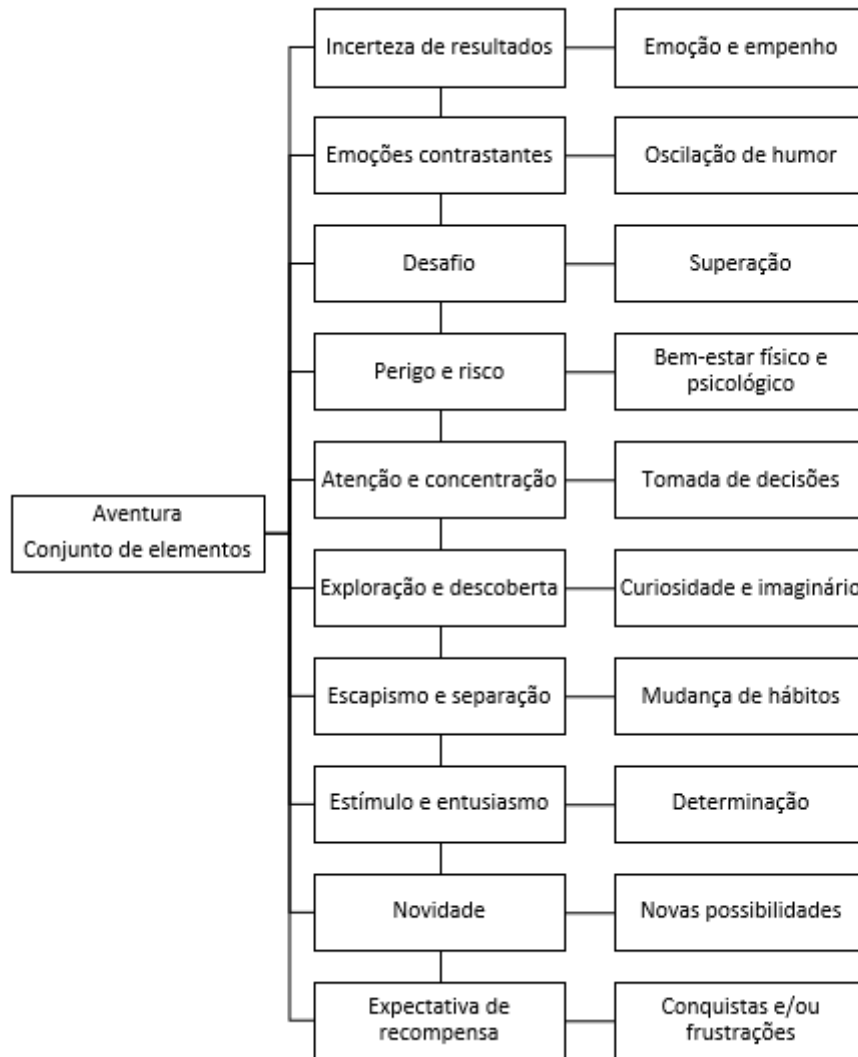 Incerteza de resultados
Emoção e empenho
Emoções contrastantes
Oscilação de humor
Desafio
Superação
Perigo e risco
Bem-estar físico e
psicológico
Atenção e concentração
Tomada de decisões
Aventura
Conjunto de elementos
Exploração e descoberta
Curiosidade e imaginário
Escapismo e separação
Mudança de hábitos
Estímulo e entusiasmo
Determinação
Novidade
Novas possibilidades
Expectativa de
recompensa
Conquistas e/ou
frustrações